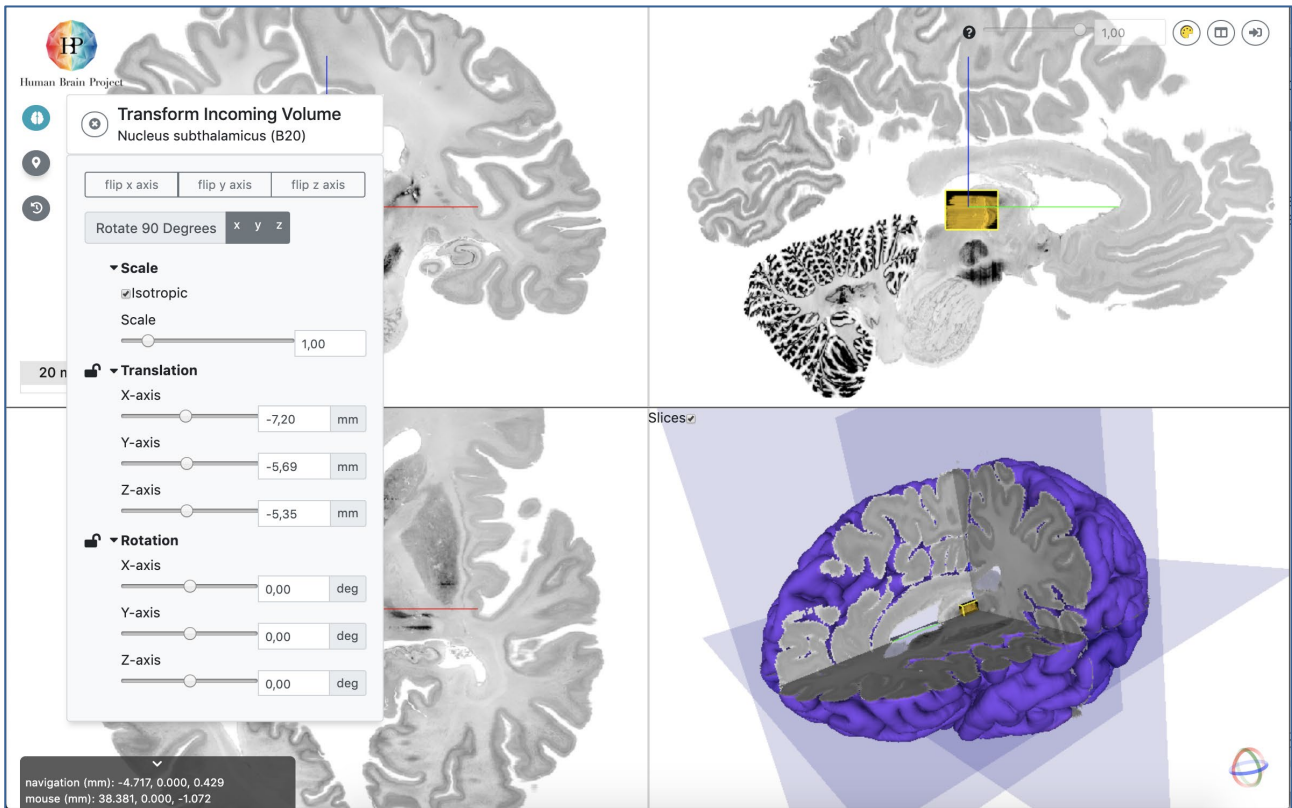 HP
Human Brain Project
?
1,00
Transform Incoming Volume
Nucleus subthalamicus (B20)
flip x axis flip y axis flip z axis
Rotate 90 Degrees x y z
Scale
Isotropic
Scale
1,00
20
Translation
X-axis
-7,20 mm
Y-axis
-5,69 mm
Z-axis
-5,35 mm
Rotation
X-axis
0,00 deg
Y-axis
0,00 deg
Z-axis
0,00 deg
Slices
navigation (mm): -4.717, 0.000, 0.429
mouse (mm): 38.381, 0.000, -1.072